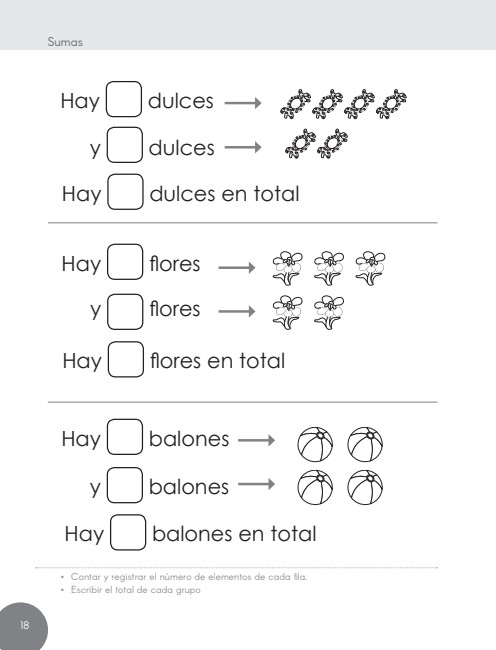 Sumas
Hay dulces
y dulces
Hay dulces en total
Hay flores
y flores
Hay flores en total
Hay balones
y balones
Hay balones en total
• Contar y registrar el número de elementos de cada fila.
• Escribir el total de cada grupo
18